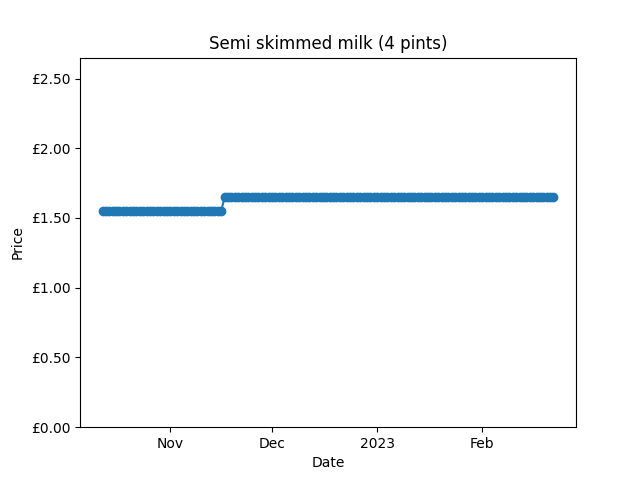 Semi skimmed milk (4 pints)
£2.50
£2.00
£1.50
£1.00
£0.50
£0.00
Price
Nov Dec 2023 Feb
Date